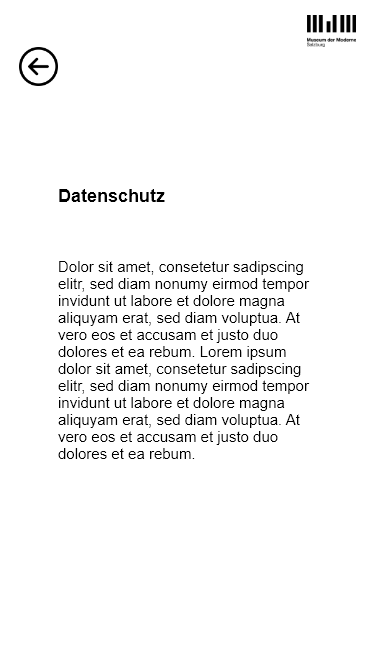 Museum der Moderne
Salzburg
Datenschutz
Dolor sit amet, consetetur sadipscing
elitr, sed diam nonumy eirmod tempor
invidunt ut labore et dolore magna
aliquyam erat, sed diam voluptua. At
vero eos et accusam et justo duo
dolores et ea rebum. Lorem ipsum
dolor sit amet, consetetur sadipscing
elitr, sed diam nonumy eirmod tempor
invidunt ut labore et dolore magna
aliquyam erat, sed diam voluptua. At
vero eos et accusam et justo duo
dolores et ea rebum.